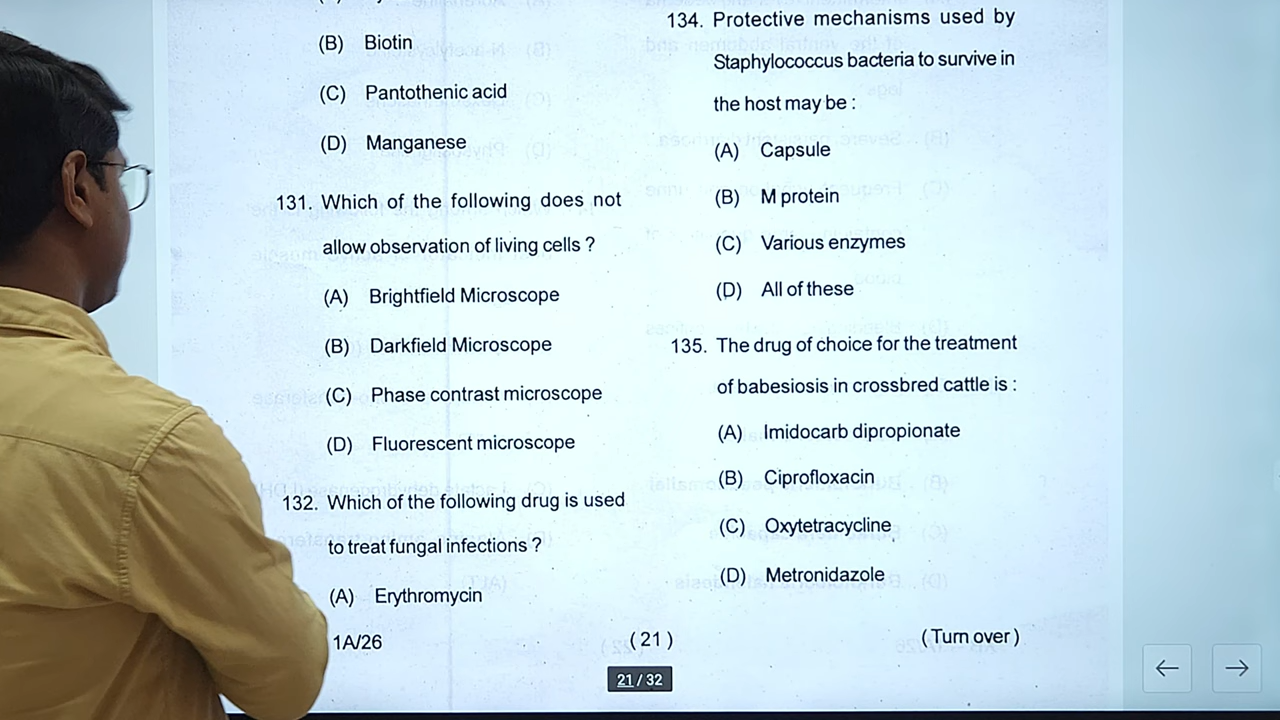 (B) Biotin
(C) Pantothenic acid
(D) Manganese
131. Which of the following does not
allow observation of living cells ?
(A) Brightfield Microscope
(B) Darkfield Microscope
(C) Phase contrast microscope
(D) Fluorescent microscope
132. Which of the following drug is used
to treat fungal infections ?
(A) Erythromycin
134. Protective mechanisms used by
Staphylococcus bacteria to survive in
the host may be :
(A) Capsule
(B) M protein
(C) Various enzymes
(D) All of these
135. The drug of choice for the treatment
of babesiosis in crossbred cattle is :
(A) Imidocarb dipropionate
(B) Ciprofloxacin
(C) Oxytetracycline
(D) Metronidazole
1A/26 (21) (Turn over)
21 / 32